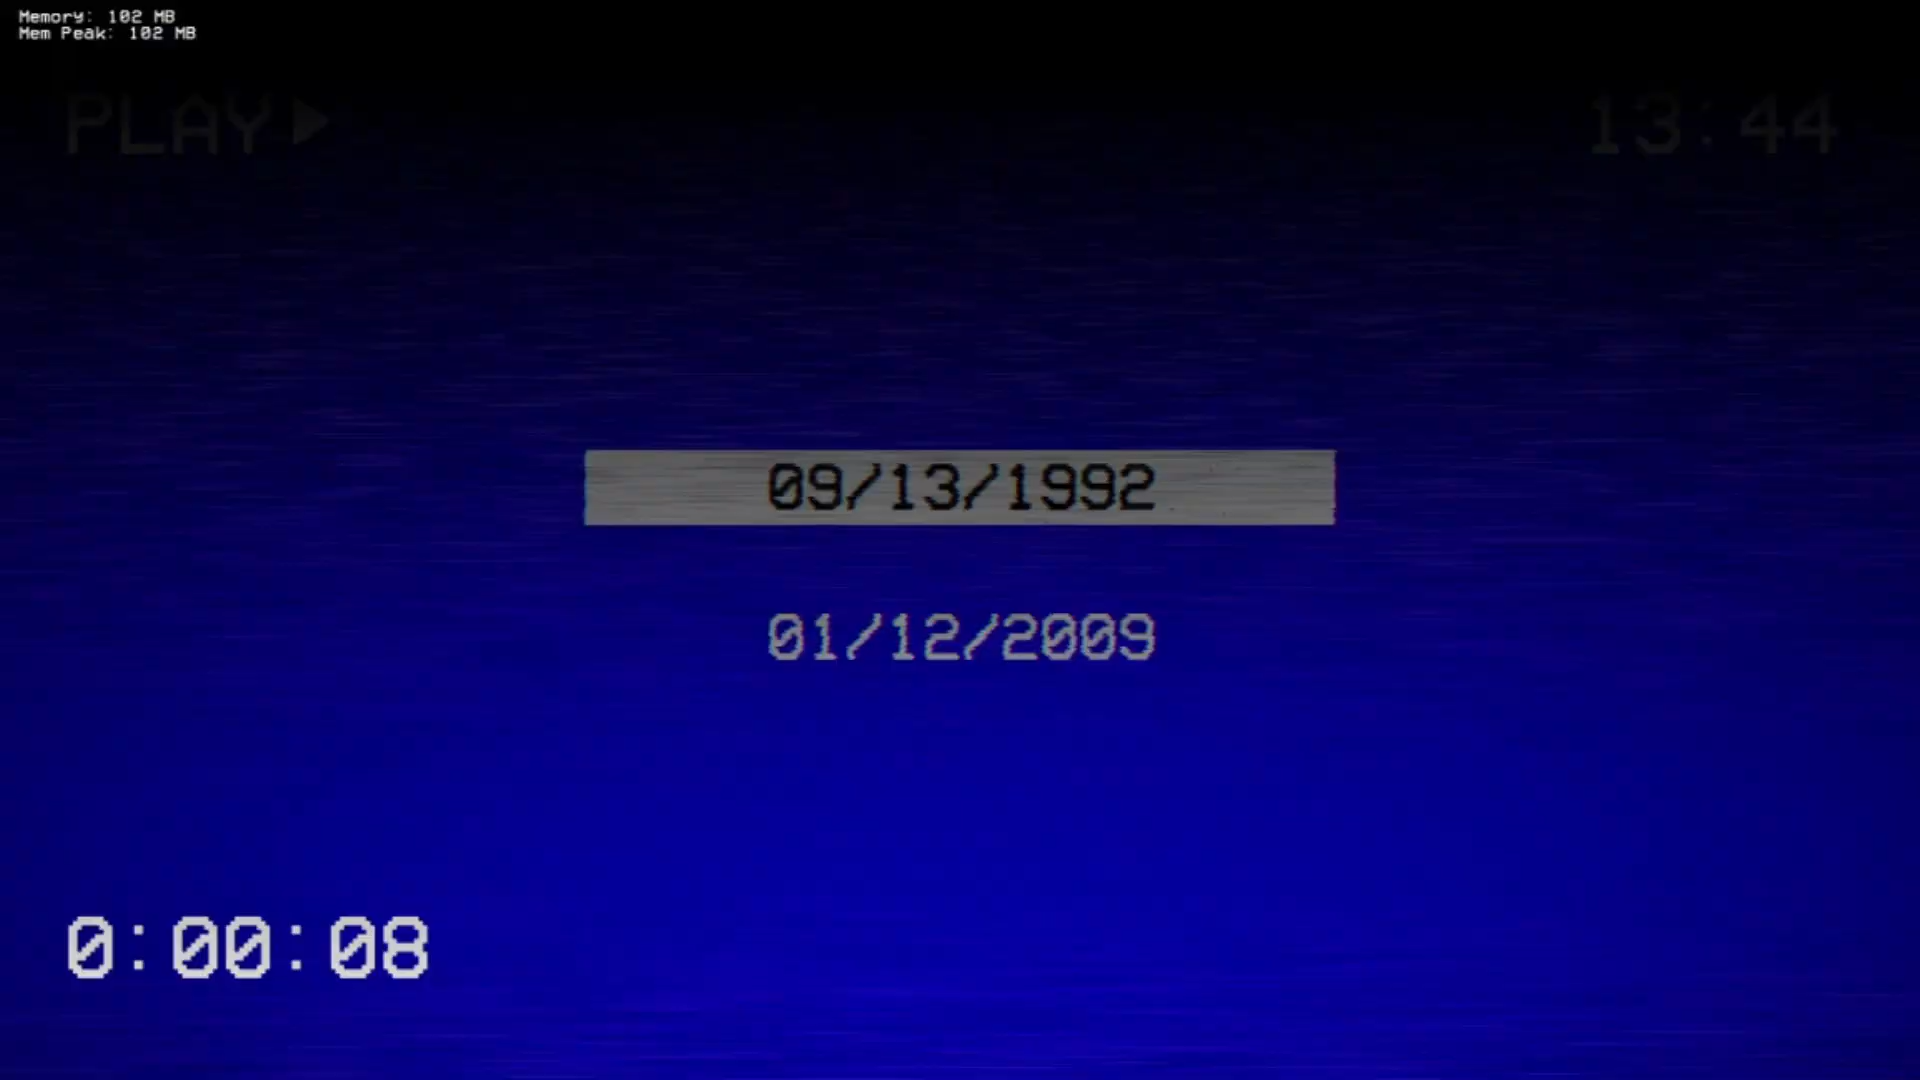 Memory: 102 MB
Mem Peak: 102 MB
PLAY▶ 13:44
09/13/1992
01/12/2009
0:00:08